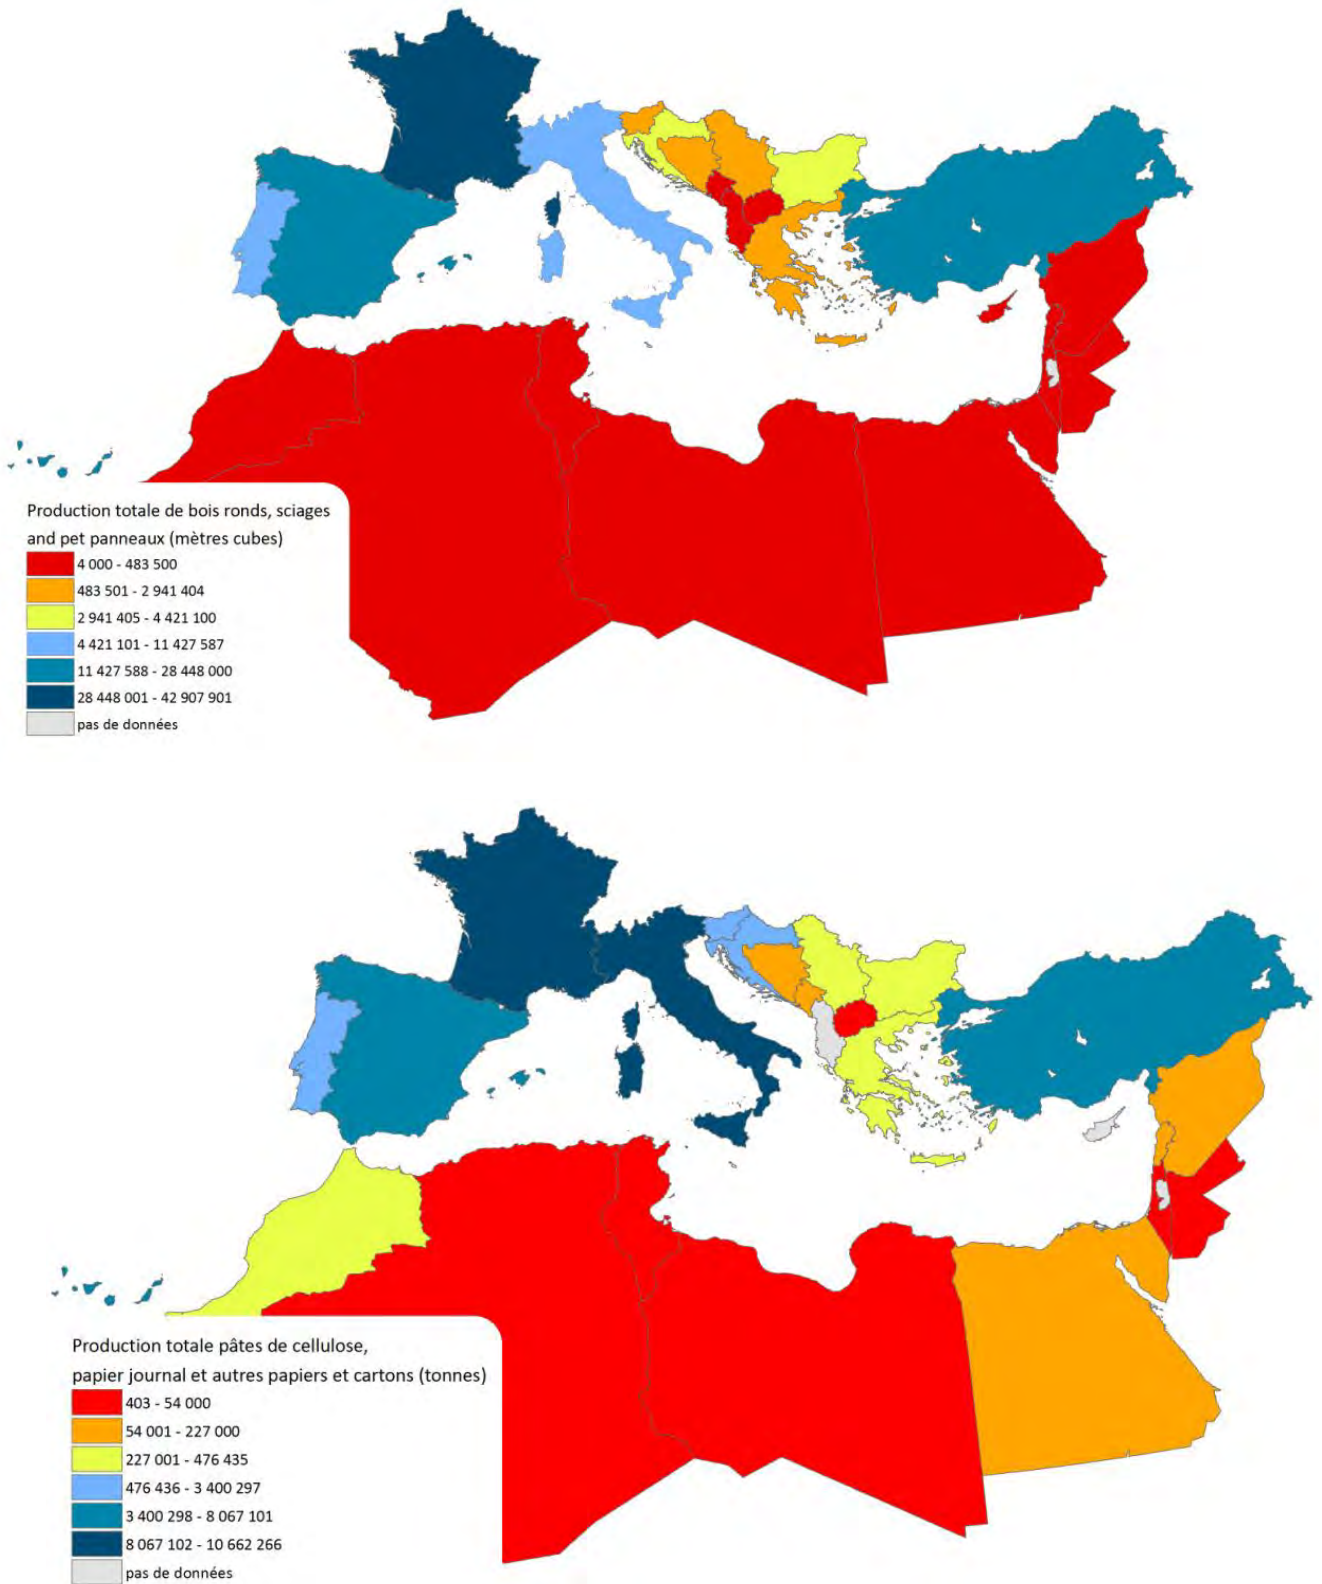 Production totale de bois ronds, sciages
and pet panneaux (mètres cubes)
4 000 - 483 500
483 501 - 2 941 404
2 941 405 - 4 421 100
4 421 101 - 11 427 587
11 427 588 - 28 448 000
28 448 001 - 42 907 901
pas de données
Production totale pâtes de cellulose,
papier journal et autres papiers et cartons (tonnes)
403 - 54 000
54 001 - 227 000
227 001 - 476 435
476 436 - 3 400 297
3 400 298 - 8 067 101
8 067 102 - 10 662 266
pas de données